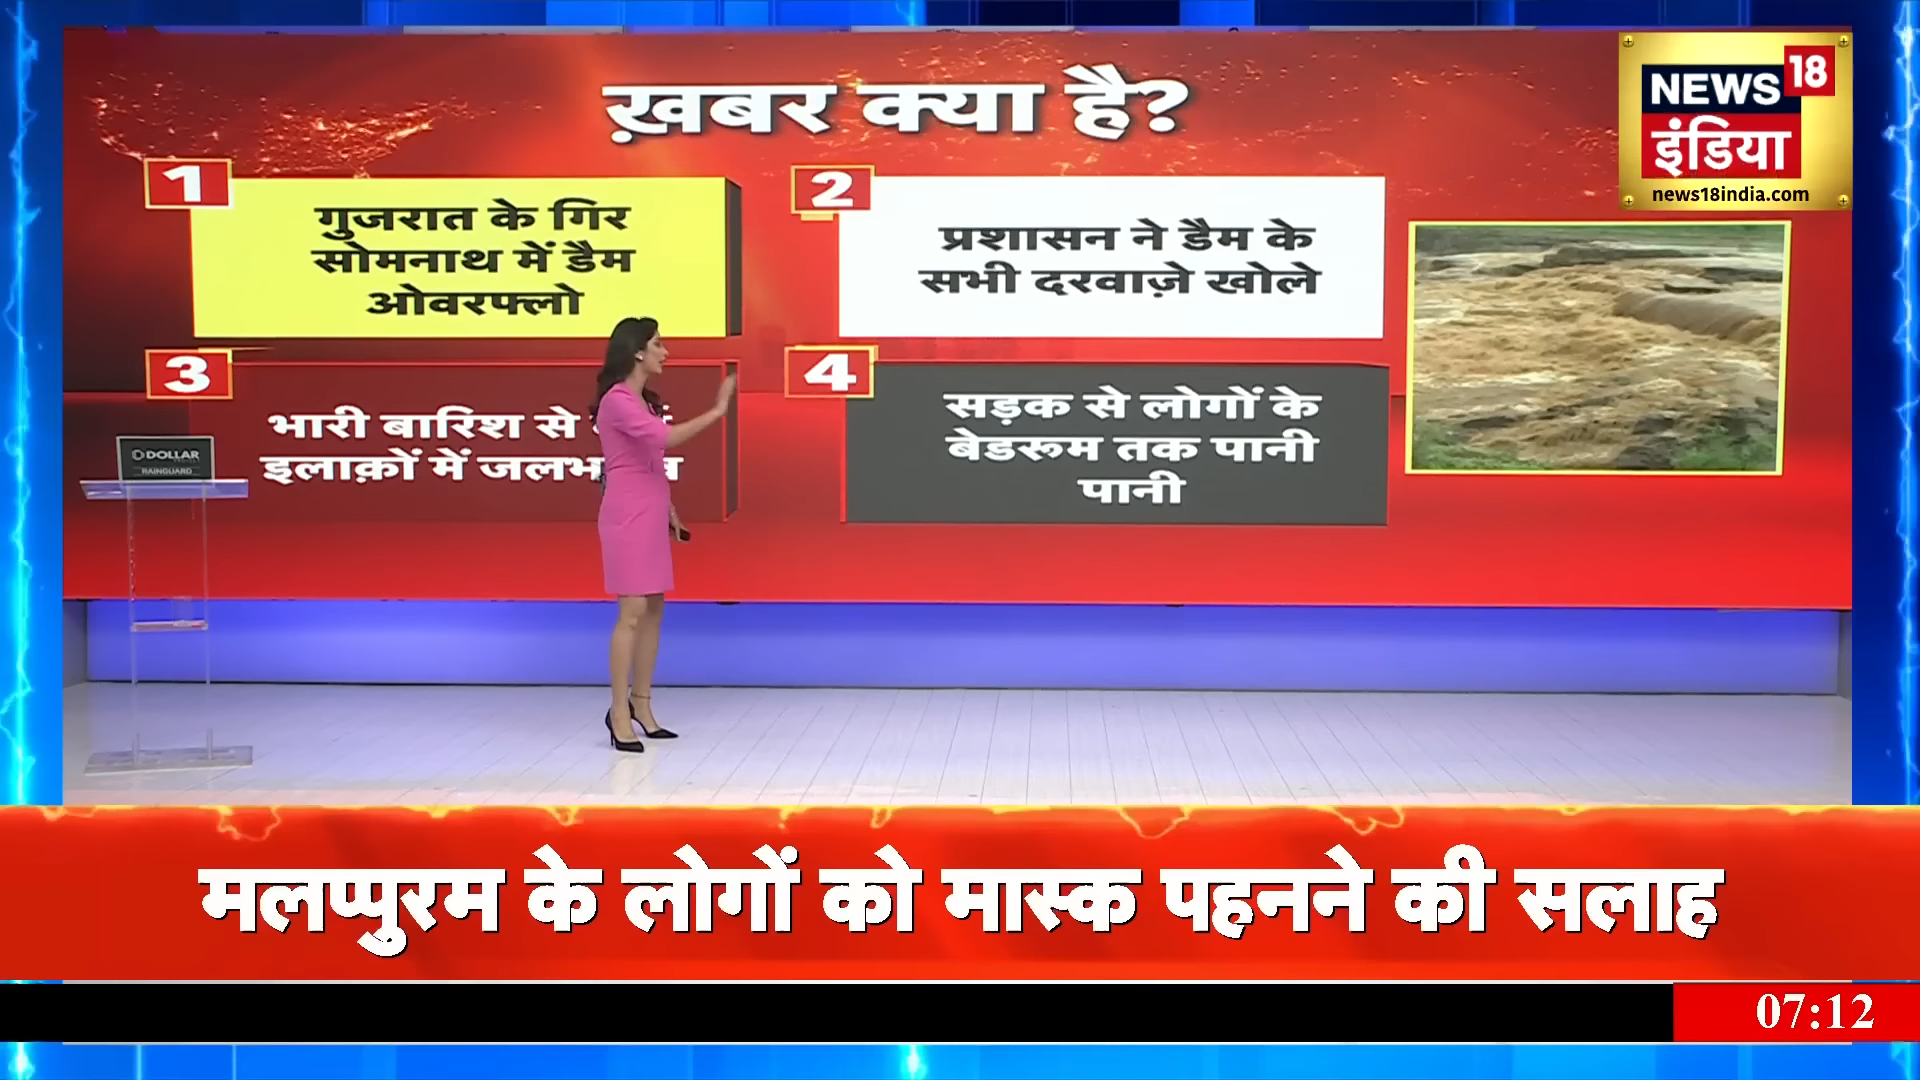 ख़बर क्या है?
NEWS 18
इंडिया
news18india.com
1
गुजरात के गिर
सोमनाथ में डैम
ओवरफ्लो
2
प्रशासन ने डैम के
सभी दरवाज़े खोले
3
भारी बारिश से
इलाक़ों में
4
सड़क से लोगों के
बेडरूम तक पानी
पानी
DOLLAR
RAINGUARD
मलप्पुरम के लोगों को मास्क पहनने की सलाह
07:12